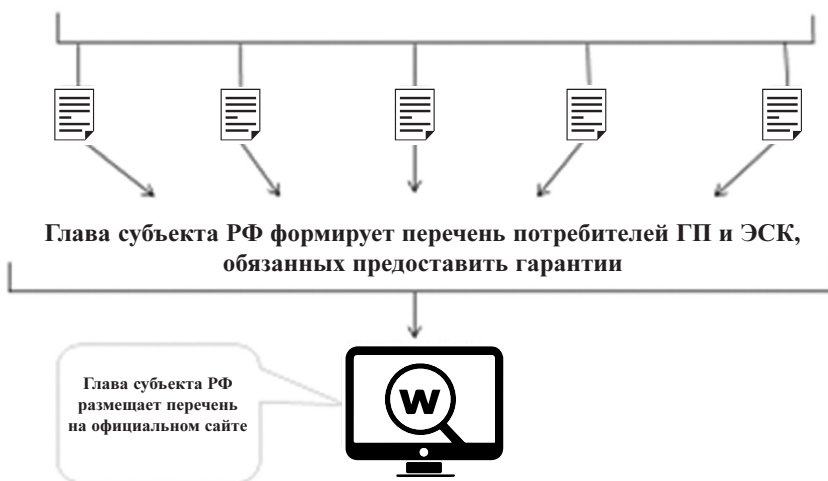 Глава субъекта РФ формирует перечень потребителей ГП и ЭСК,
обязанных предоставить гарантии
Глава субъекта РФ
размещает перечень
на официальном сайте
w